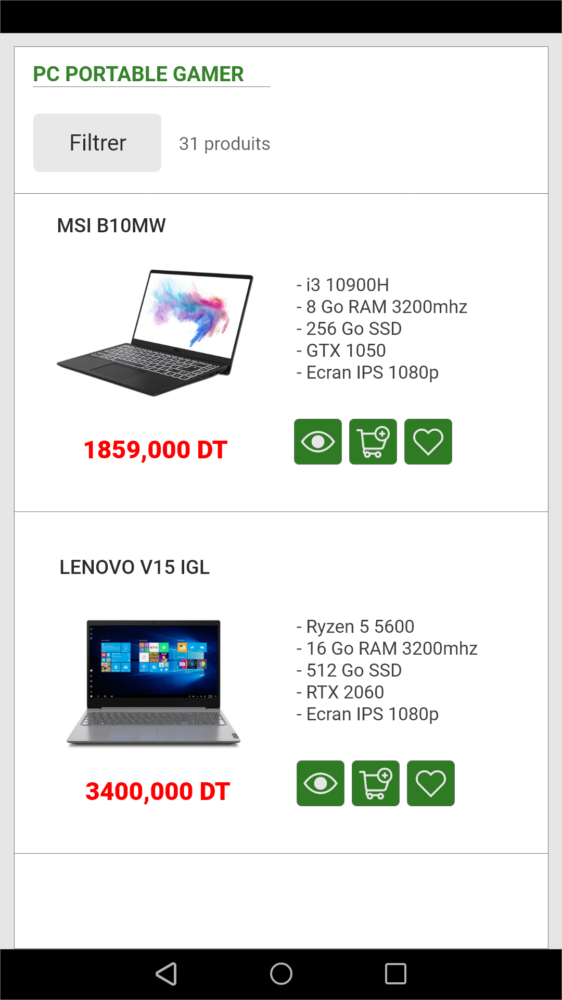 PC PORTABLE GAMER
Filtrer
31 produits
MSI B10MW
- i3 10900H
- 8 Go RAM 3200mhz
- 256 Go SSD
- GTX 1050
- Ecran IPS 1080p
1859,000 DT
LENOVO V15 IGL
- Ryzen 5 5600
- 16 Go RAM 3200mhz
- 512 Go SSD
- RTX 2060
- Ecran IPS 1080p
3400,000 DT